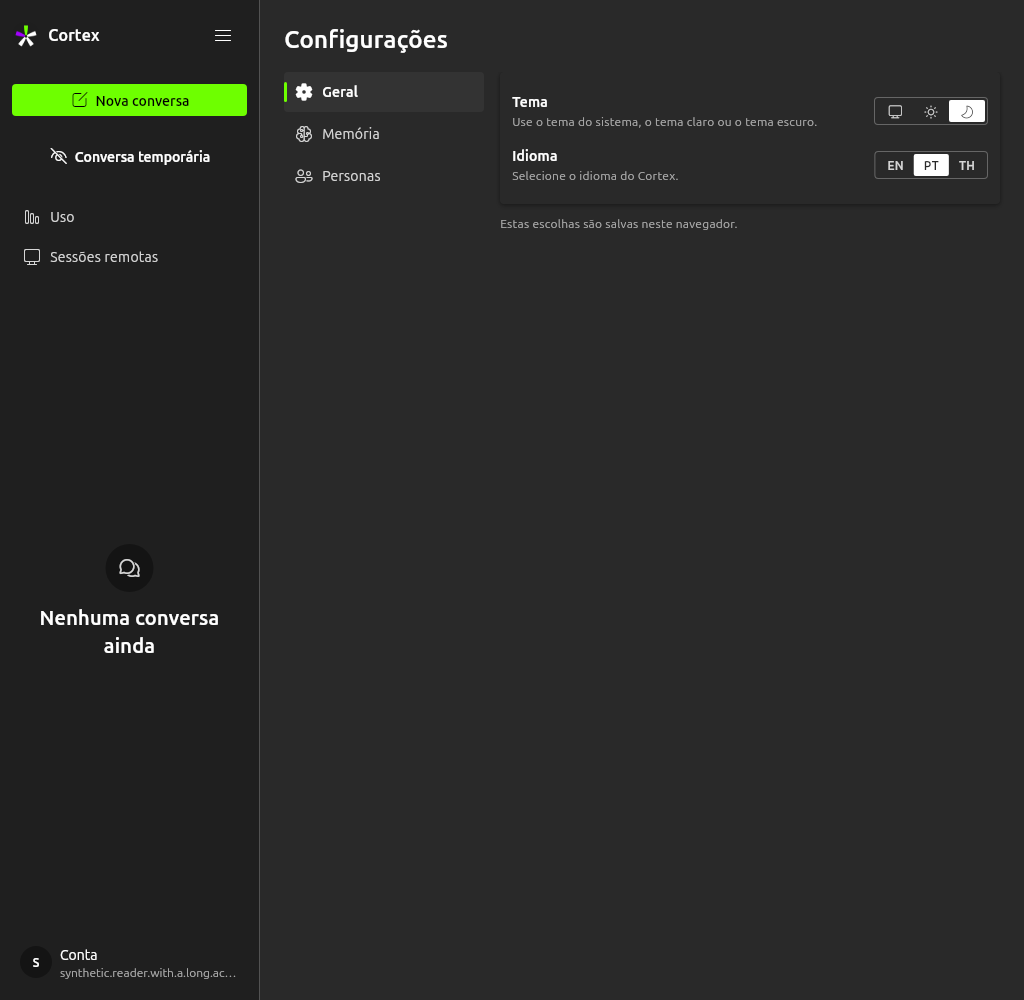 Cortex
Nova conversa
Conversa temporária
Uso
Sessões remotas
Nenhuma conversa
ainda
S
Conta
synthetic.reader.with.a.long.ac…
Configurações
Geral
Memória
Personas
Tema
Use o tema do sistema, o tema claro ou o tema escuro.
Idioma
Selecione o idioma do Cortex.
EN PT TH
Estas escolhas são salvas neste navegador.